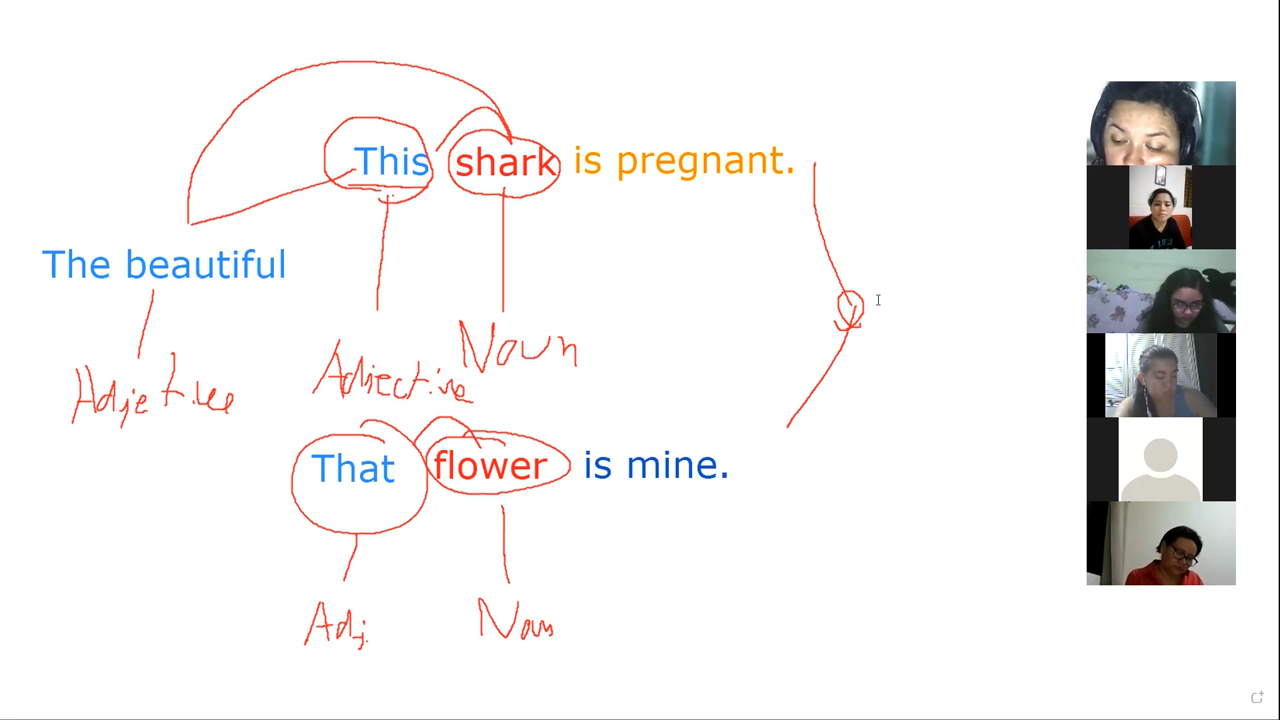 This shark is pregnant.
The beautiful
Noun
Adjective
Adjective
That flower is mine.
Adj.
Noun